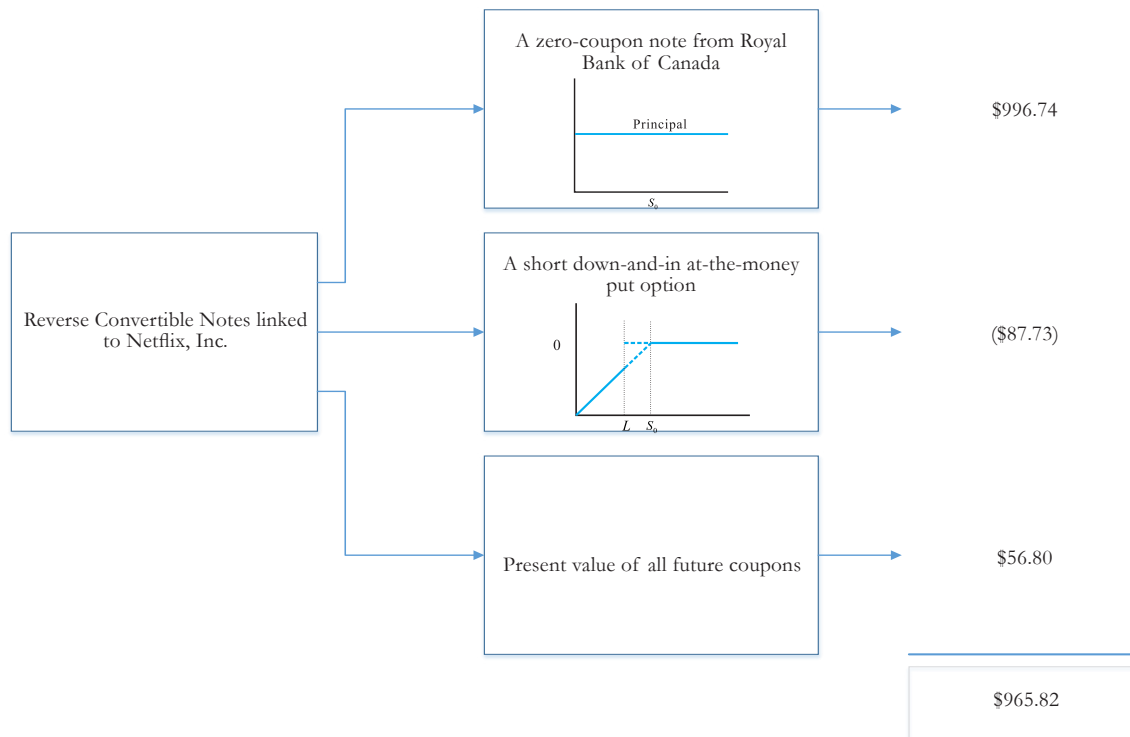 A zero-coupon note from Royal
Bank of Canada
Principal
S₀
$996.74
Reverse Convertible Notes linked
to Netflix, Inc.
A short down-and-in at-the-money
put option
0
L S₀
($87.73)
Present value of all future coupons
$56.80
$965.82